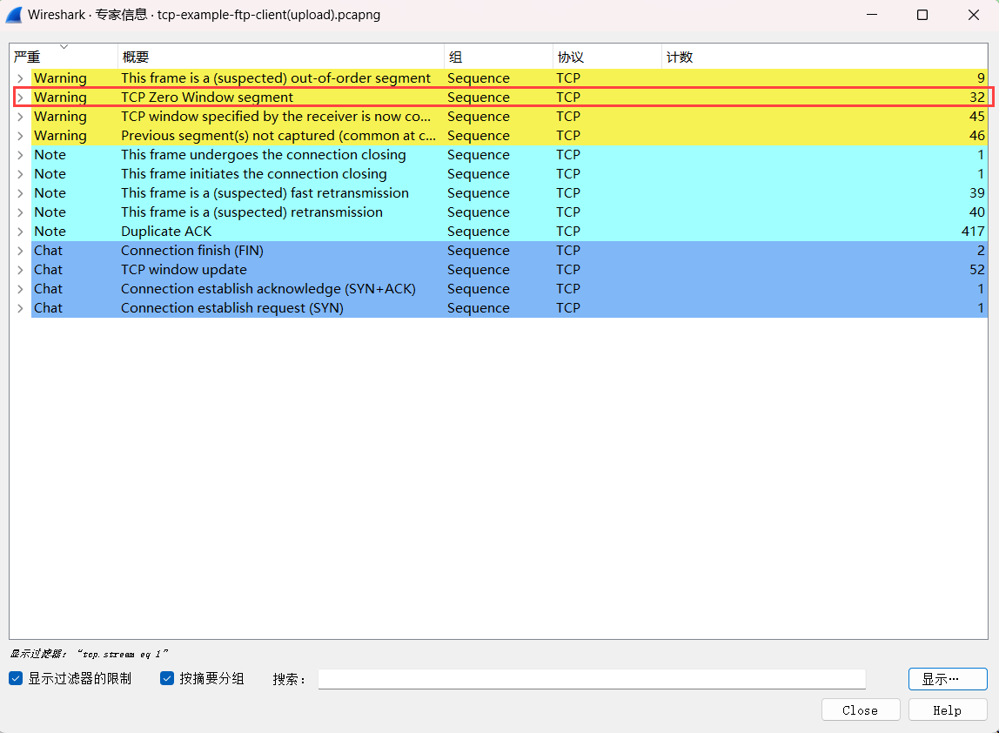 Wireshark · 专家信息 · tcp-example-ftp-client(upload).pcapng
严重 概要 组 协议 计数
Warning This frame is a (suspected) out-of-order segment Sequence TCP 9
Warning TCP Zero Window segment Sequence TCP 32
Warning TCP window specified by the receiver is now co... Sequence TCP 45
Warning Previous segment(s) not captured (common at c... Sequence TCP 46
Note This frame undergoes the connection closing Sequence TCP 1
Note This frame initiates the connection closing Sequence TCP 1
Note This frame is a (suspected) fast retransmission Sequence TCP 39
Note This frame is a (suspected) retransmission Sequence TCP 40
Note Duplicate ACK Sequence TCP 417
Chat Connection finish (FIN) Sequence TCP 2
Chat TCP window update Sequence TCP 52
Chat Connection establish acknowledge (SYN+ACK) Sequence TCP 1
Chat Connection establish request (SYN) Sequence TCP 1
显示过滤器: “tcp.stream eq 1”
显示过滤器的限制 按摘要分组 搜索: 显示…
Close Help